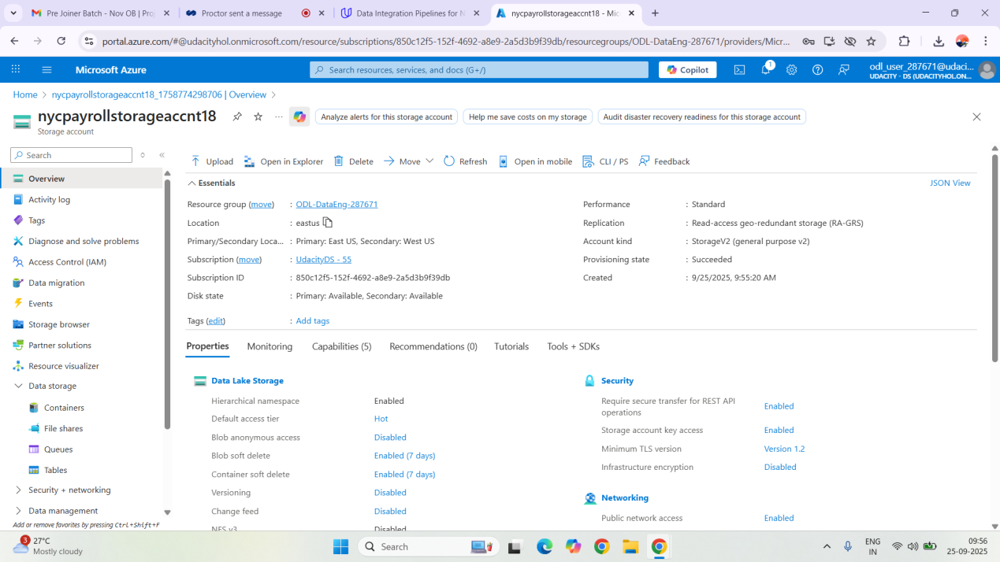 Pre Joiner Batch - Nov OB | Pro
Proctor sent a message
Data Integration Pipelines for N
nycpayrollstorageaccnt18 - Mic
portal.azure.com/#@udacityhol.onmicrosoft.com/resource/subscriptions/850c12f5-152f-4692-a8e9-2a5d3b9f39db/resourcegroups/ODL-DataEng-287671/providers/Micr...
Microsoft Azure
Search resources, services, and docs (G+/)
Copilot
1
odl_user_287671@udaci...
UDACITY - DS (UDACITYHOL.ON...
Home > nycpayrollstorageaccnt18_1758774298706 | Overview >
nycpayrollstorageaccnt18
Storage account
Analyze alerts for this storage account
Help me save costs on my storage
Audit disaster recovery readiness for this storage account
Search
Overview
Activity log
Tags
Diagnose and solve problems
Access Control (IAM)
Data migration
Events
Storage browser
Partner solutions
Resource visualizer
Data storage
Containers
File shares
Queues
Tables
Security + networking
Data management
Add or remove favorites by pressing Ctrl+Shift+F
Upload
Open in Explorer
Delete
Move
Refresh
Open in mobile
CLI / PS
Feedback
Essentials
JSON View
Resource group (move) : ODL-DataEng-287671
Location : eastus
Primary/Secondary Loca... : Primary: East US, Secondary: West US
Subscription (move) : UdacityDS - 55
Subscription ID : 850c12f5-152f-4692-a8e9-2a5d3b9f39db
Disk state : Primary: Available, Secondary: Available
Tags (edit) : Add tags
Performance : Standard
Replication : Read-access geo-redundant storage (RA-GRS)
Account kind : StorageV2 (general purpose v2)
Provisioning state : Succeeded
Created : 9/25/2025, 9:55:20 AM
Properties
Monitoring
Capabilities (5)
Recommendations (0)
Tutorials
Tools + SDKs
Data Lake Storage
Hierarchical namespace Enabled
Default access tier Hot
Blob anonymous access Disabled
Blob soft delete Enabled (7 days)
Container soft delete Enabled (7 days)
Versioning Disabled
Change feed Disabled
NFS v3 Disabled
Security
Require secure transfer for REST API
operations Enabled
Storage account key access Enabled
Minimum TLS version Version 1.2
Infrastructure encryption Disabled
Networking
Public network access Enabled
3
27°C
Mostly cloudy
Search
ENG
IN
09:56
25-09-2025